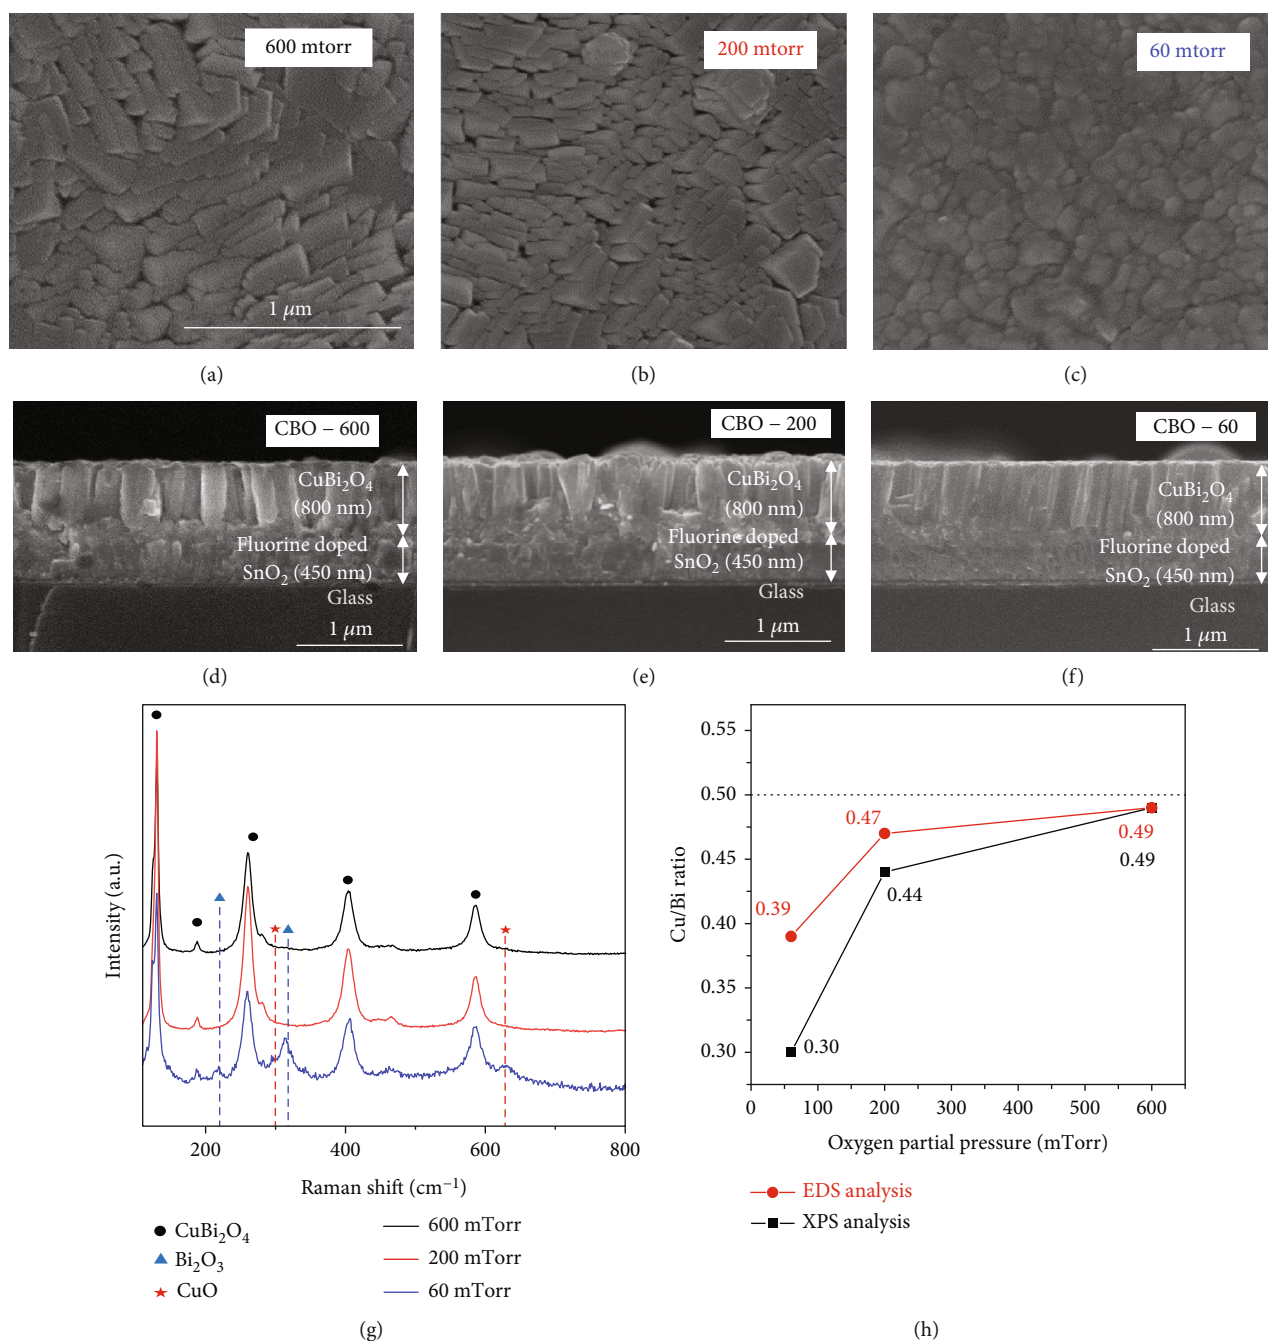 600 mtorr
200 mtorr
60 mtorr
1 μm
(a)
(b)
(c)
CBO – 600
CuBi₂O₄
(800 nm)
Fluorine doped
SnO₂ (450 nm)
Glass
1 μm
CBO – 200
CuBi₂O₄
(800 nm)
Fluorine doped
SnO₂ (450 nm)
Glass
1 μm
CBO – 60
CuBi₂O₄
(800 nm)
Fluorine doped
SnO₂ (450 nm)
Glass
1 μm
(d)
(e)
(f)
Intensity (a.u.)
200
400
600
800
Raman shift (cm⁻¹)
CuBi₂O₄
Bi₂O₃
CuO
600 mTorr
200 mTorr
60 mTorr
(g)
Cu/Bi ratio
0.55
0.50
0.45
0.40
0.35
0.30
0.47
0.49
0.49
0.44
0.39
0.30
0
100
200
300
400
500
600
Oxygen partial pressure (mTorr)
EDS analysis
XPS analysis
(h)